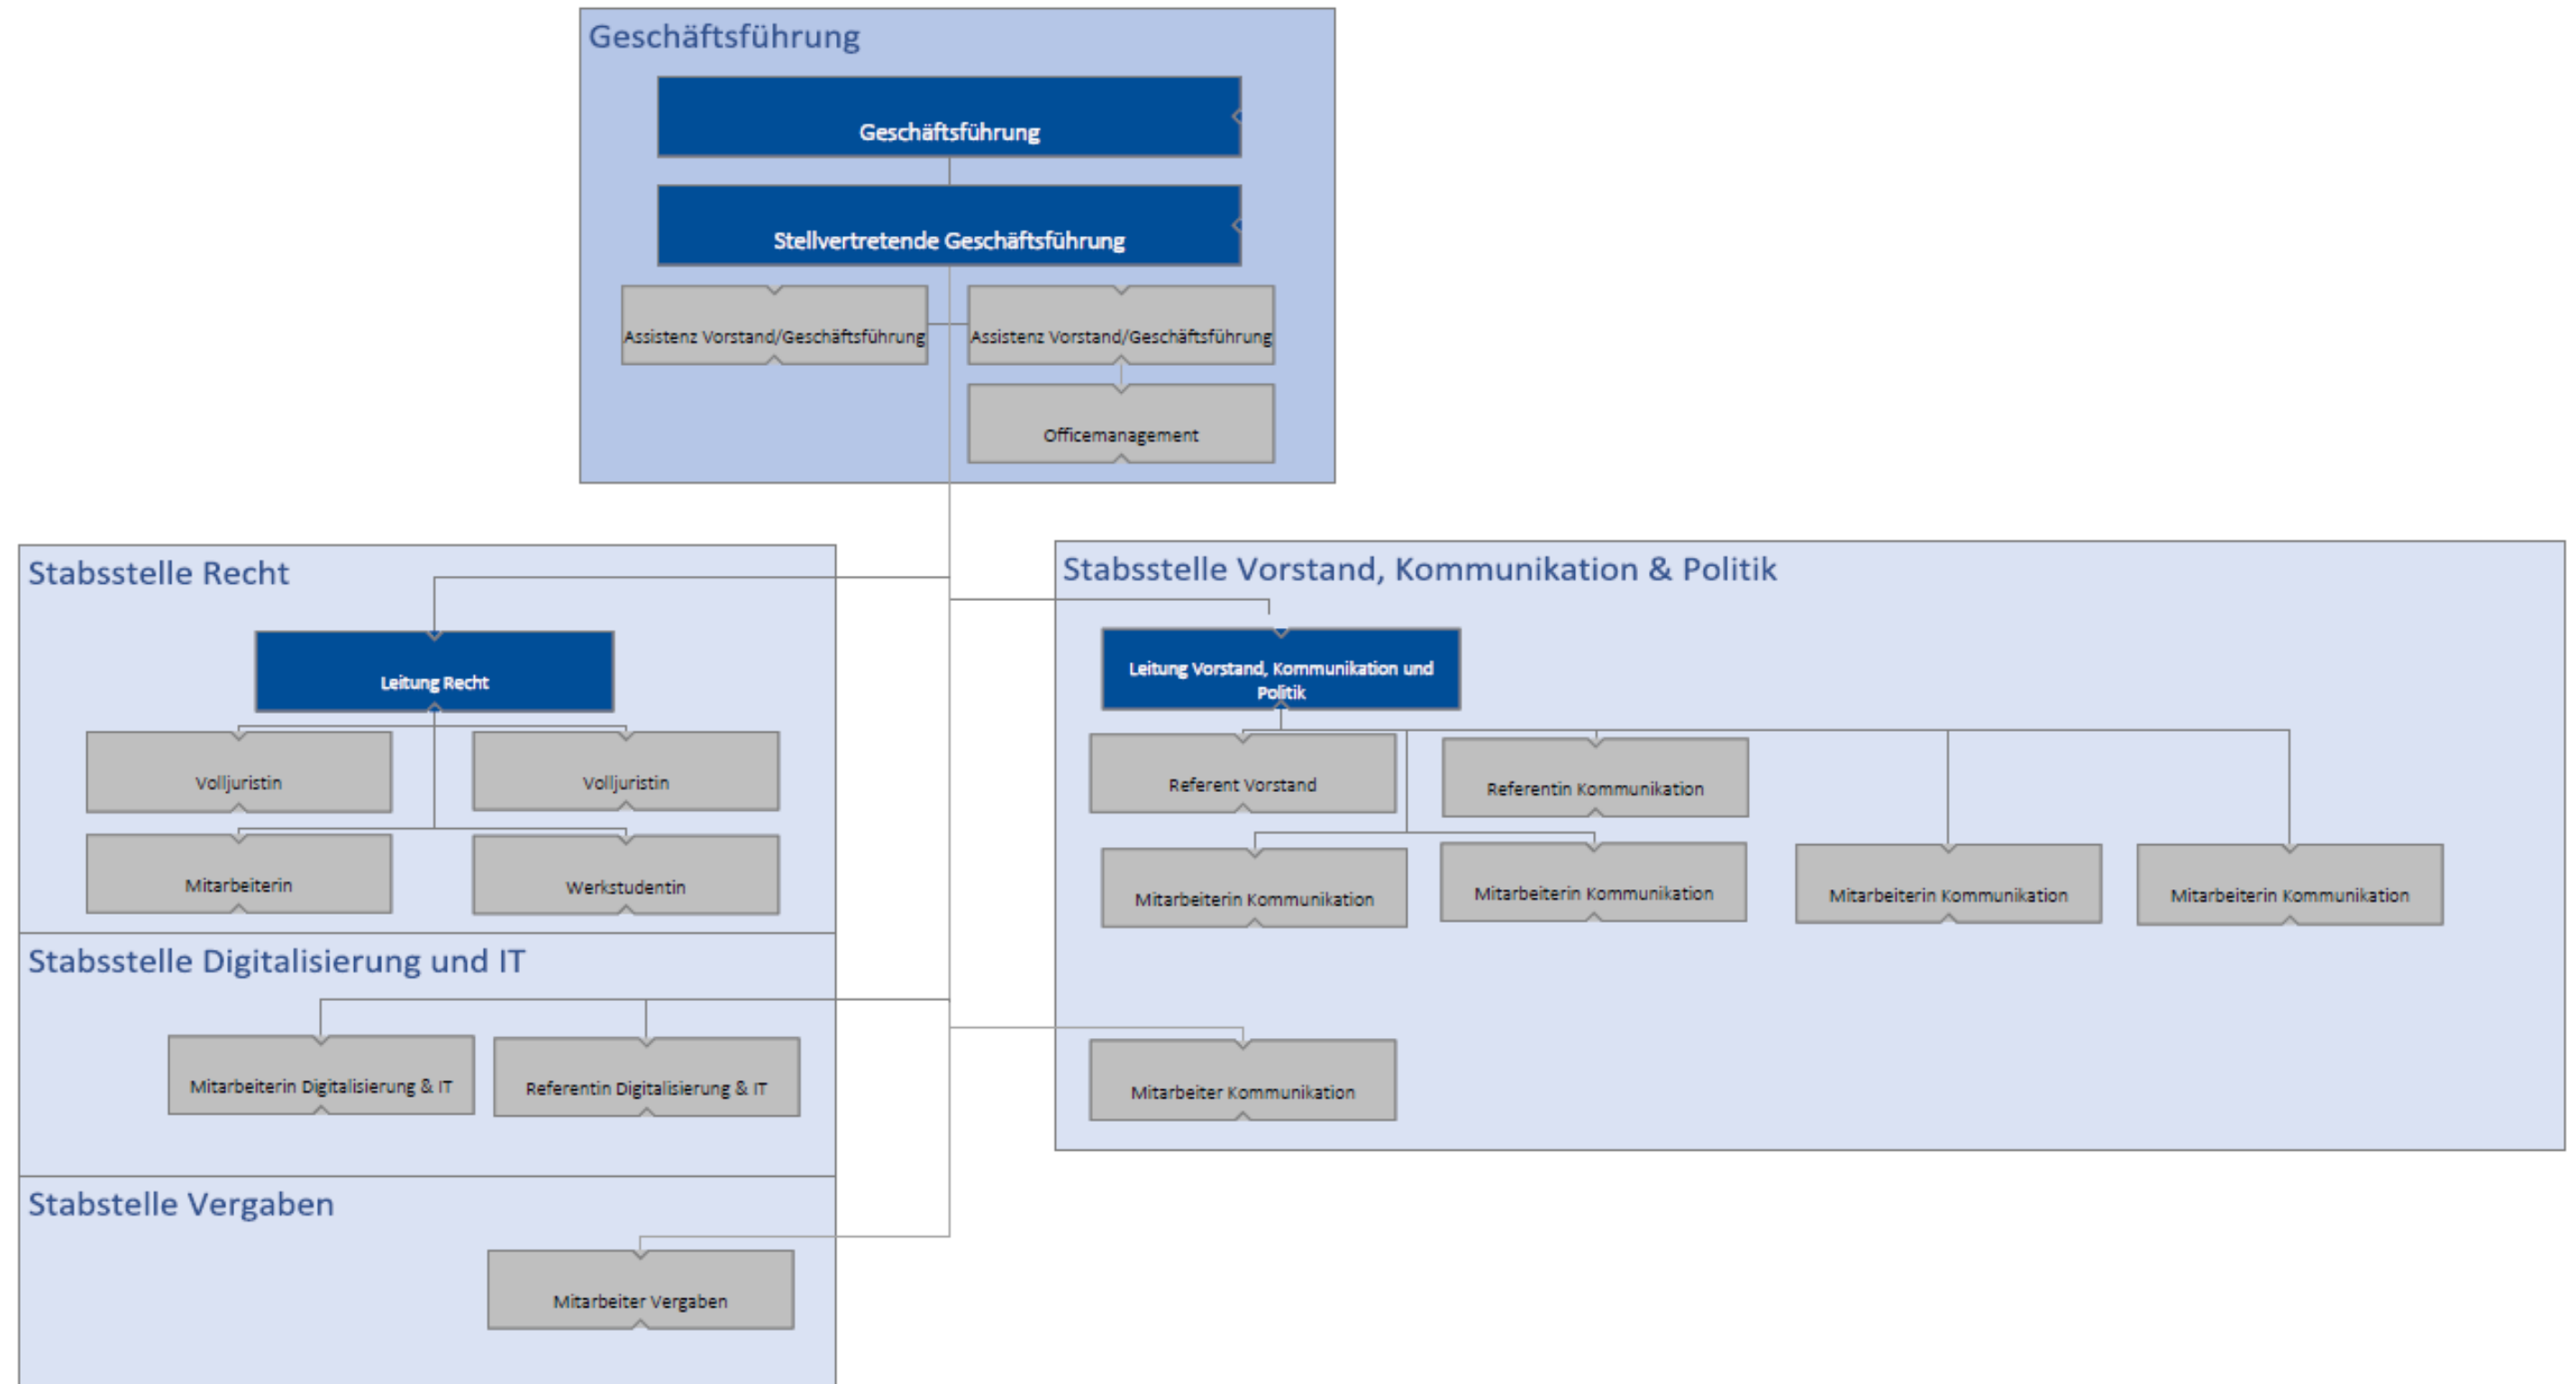 Geschäftsführung
Geschäftsführung
Stellvertretende Geschäftsführung
Assistenz Vorstand/Geschäftsführung
Assistenz Vorstand/Geschäftsführung
Officemanagement
Stabsstelle Recht
Leitung Recht
Volljuristin
Volljuristin
Mitarbeiterin
Werkstudentin
Stabsstelle Digitalisierung und IT
Mitarbeiterin Digitalisierung & IT
Referentin Digitalisierung & IT
Stabstelle Vergaben
Mitarbeiter Vergaben
Stabsstelle Vorstand, Kommunikation & Politik
Leitung Vorstand, Kommunikation und
Politik
Referent Vorstand
Referentin Kommunikation
Mitarbeiterin Kommunikation
Mitarbeiterin Kommunikation
Mitarbeiterin Kommunikation
Mitarbeiterin Kommunikation
Mitarbeiter Kommunikation